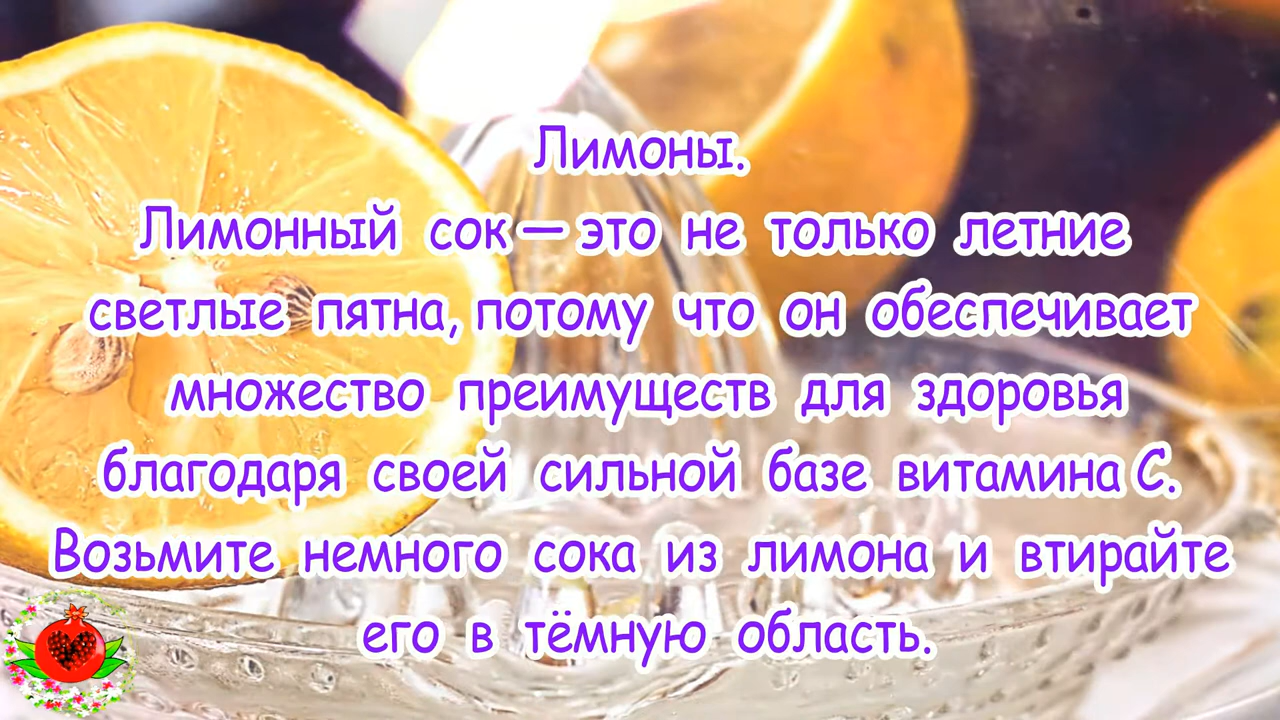 Лимоны.
Лимонный сок — это не только летние
светлые пятна, потому что он обеспечивает
множество преимуществ для здоровья
благодаря своей сильной базе витамина С.
Возьмите немного сока из лимона и втирайте
его в тёмную область.